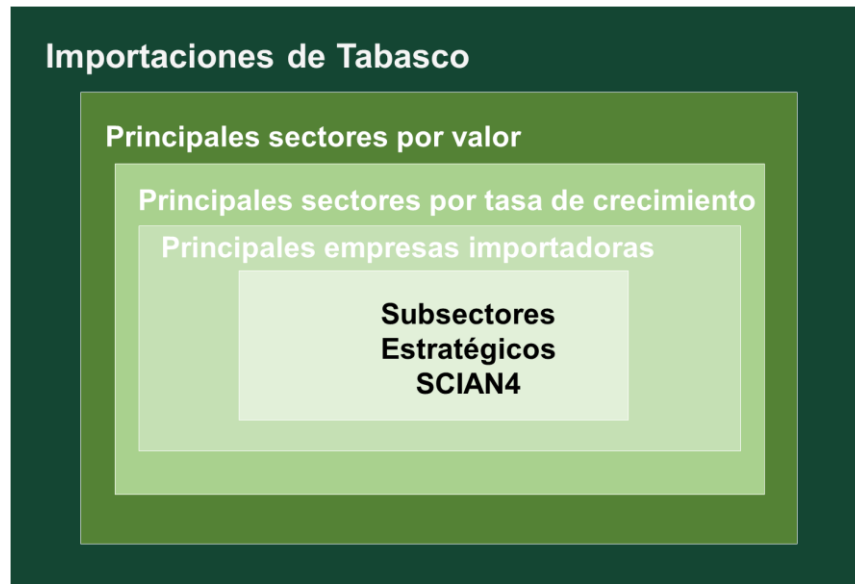 Importaciones de Tabasco
Principales sectores por valor
Principales sectores por tasa de crecimiento
Principales empresas importadoras
Subsectores
Estratégicos
SCIAN4